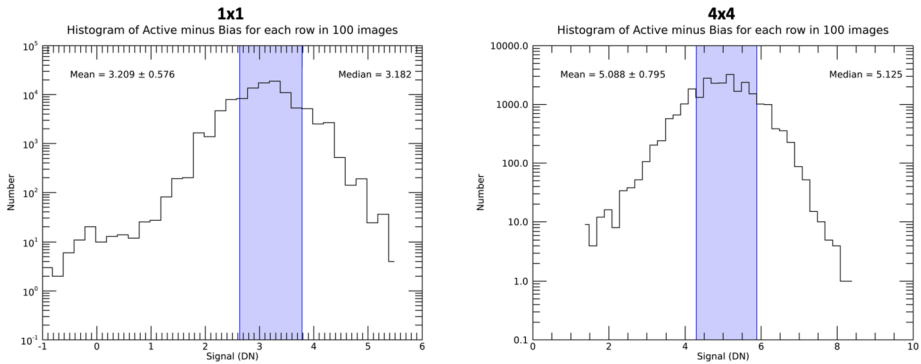 1x1
Histogram of Active minus Bias for each row in 100 images
Mean = 3.209 ± 0.576
Median = 3.182
Number
10^5
10^4
10^3
10^2
10^1
10^0
10^-1
-1 0 1 2 3 4 5 6
Signal (DN)
4x4
Histogram of Active minus Bias for each row in 100 images
Mean = 5.088 ± 0.795
Median = 5.125
Number
10000.0
1000.0
100.0
10.0
1.0
0.1
0 2 4 6 8 10
Signal (DN)